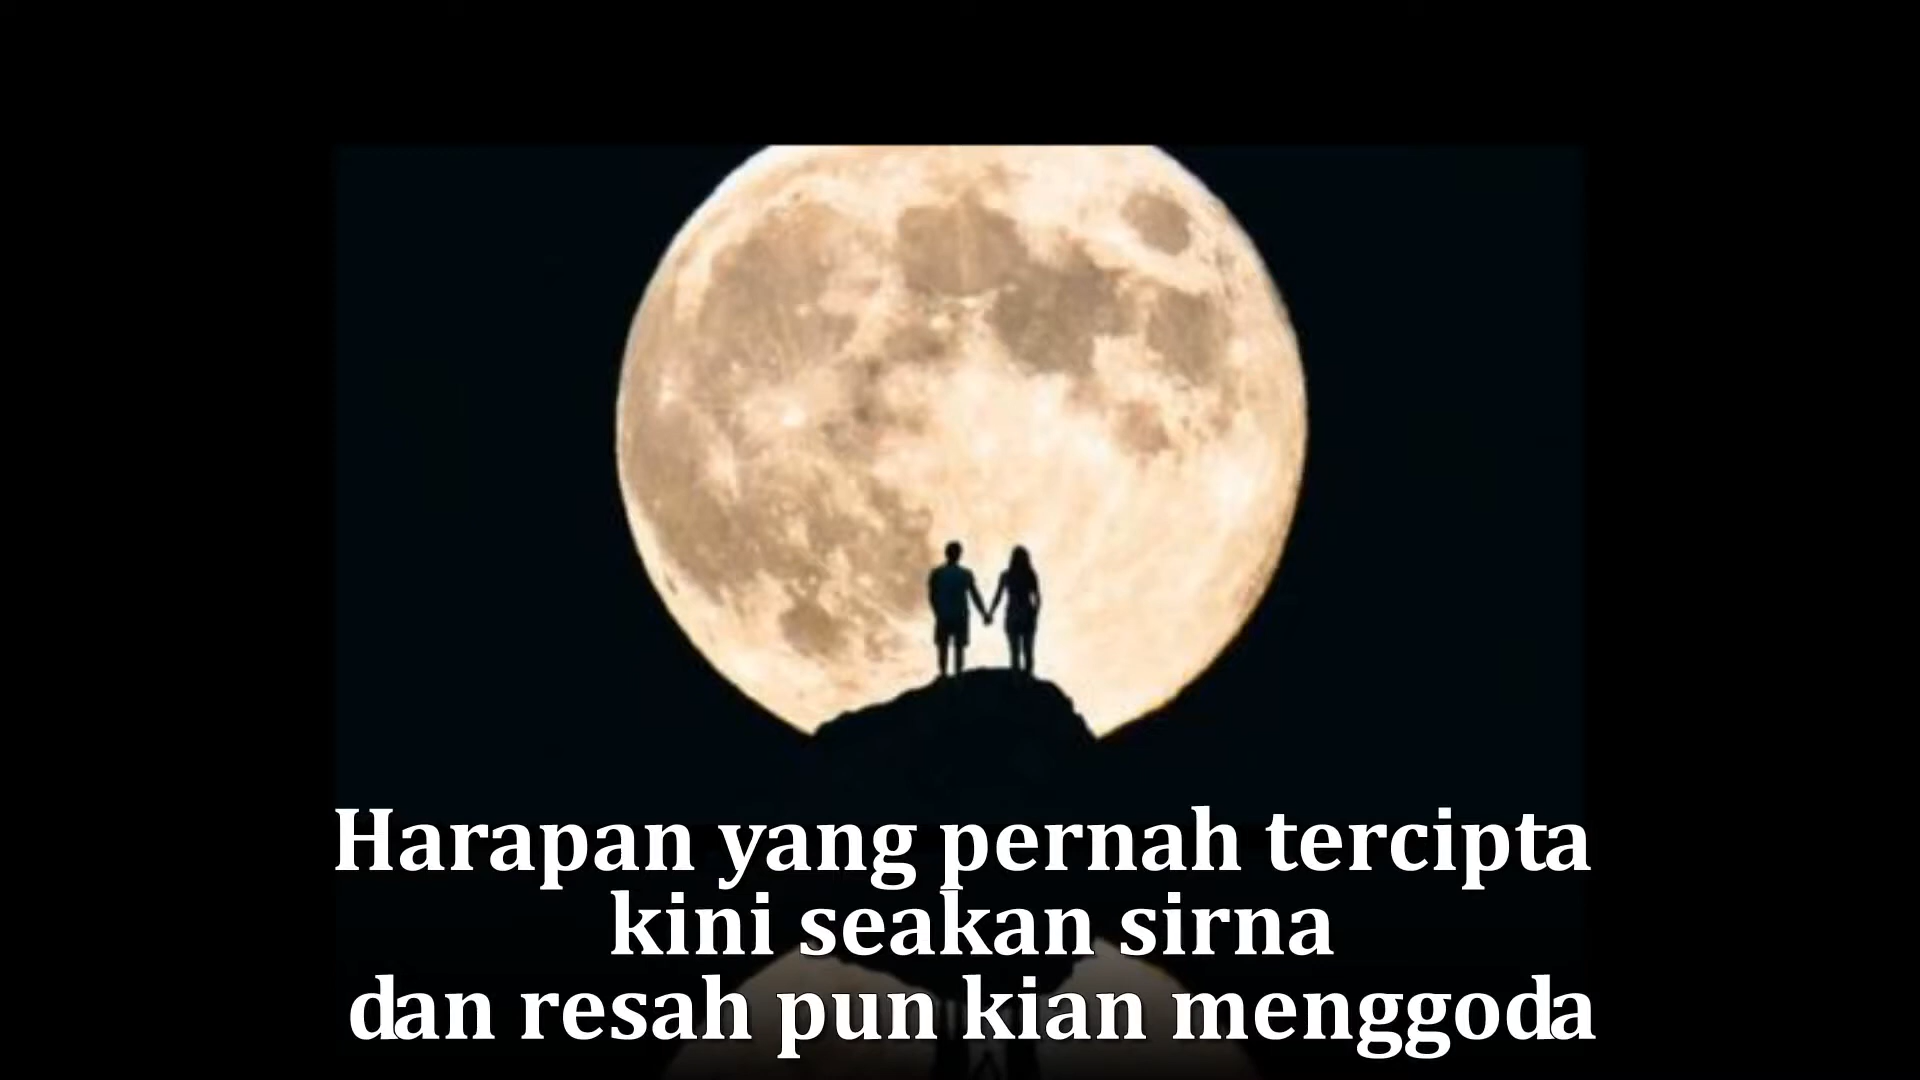 Harapan yang pernah tercipta
kini seakan sirna
dan resah pun kian menggoda